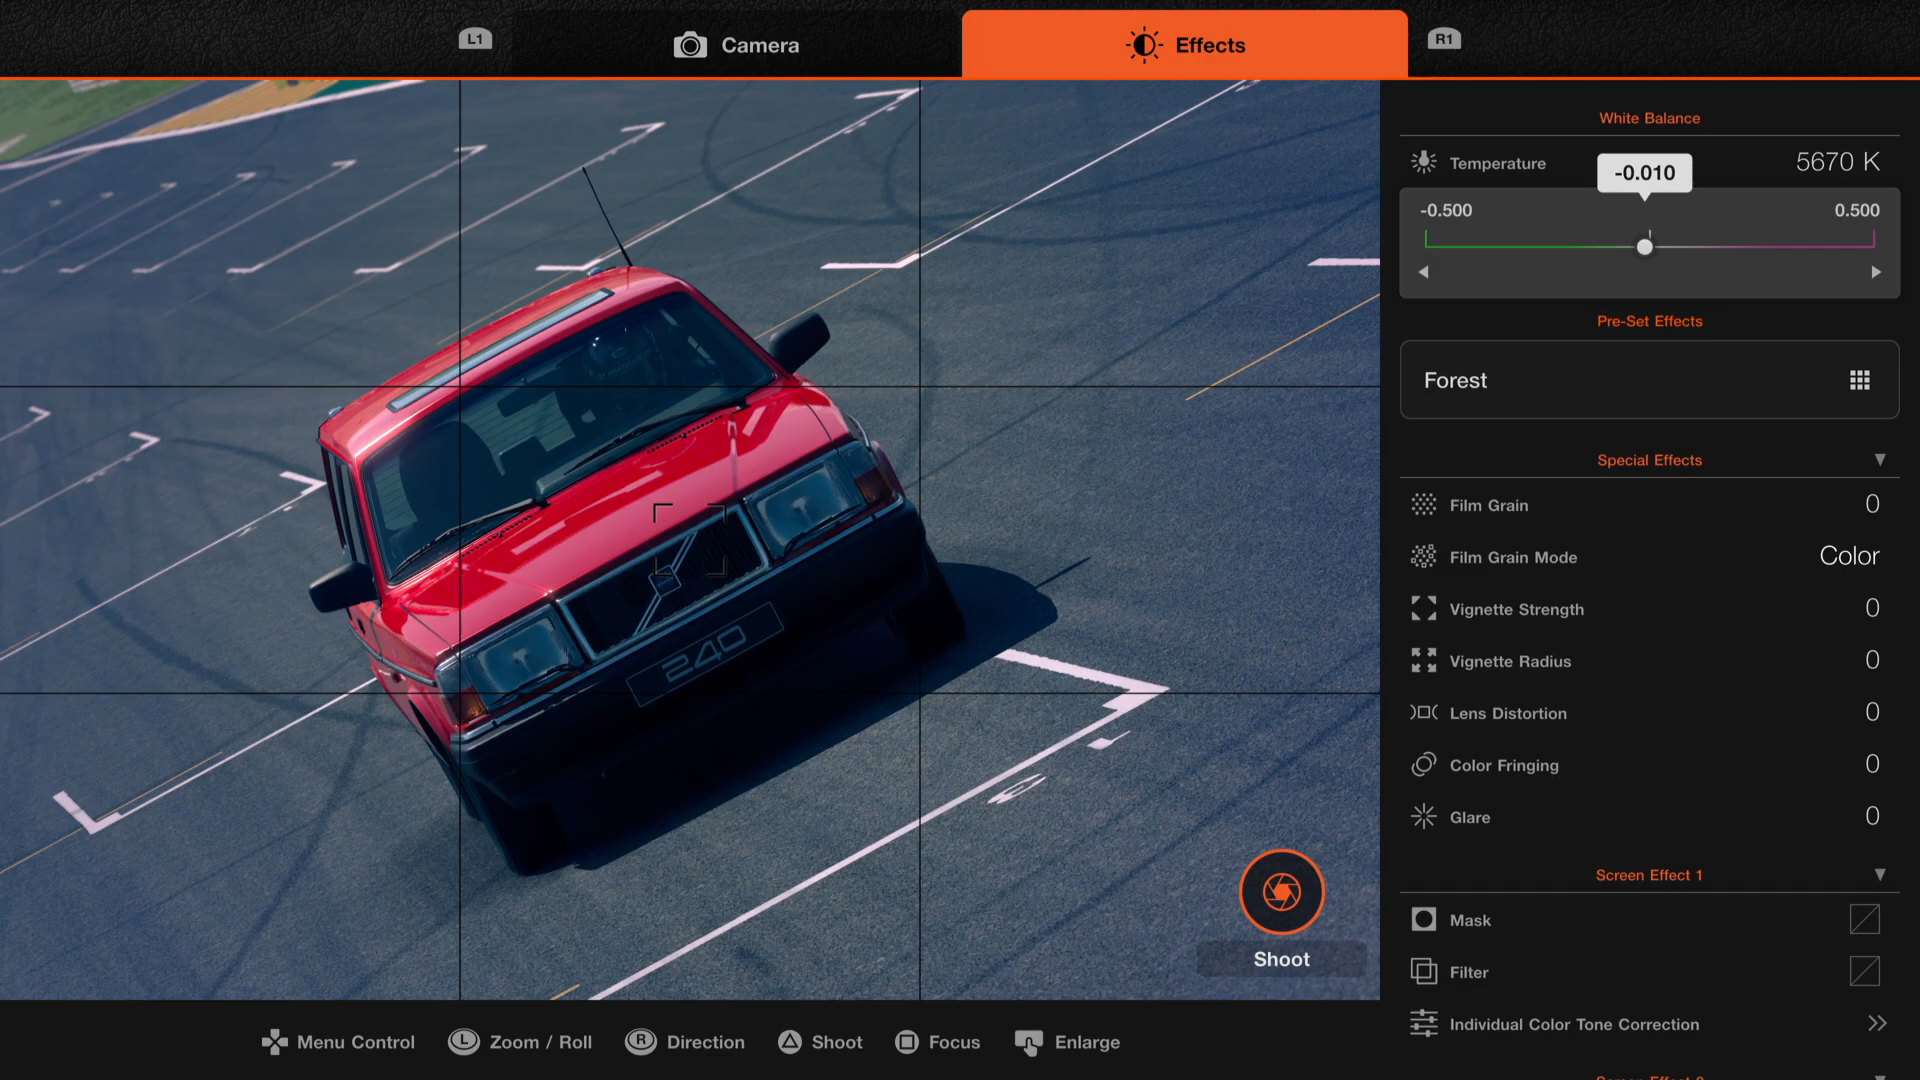 L1
Camera
Effects
R1
White Balance
Temperature
5670 K
-0.010
-0.500
0.500
Pre-Set Effects
Forest
Special Effects
Film Grain
0
Film Grain Mode
Color
Vignette Strength
0
Vignette Radius
0
Lens Distortion
0
Color Fringing
0
Glare
0
Screen Effect 1
Mask
Filter
Individual Color Tone Correction
240
Shoot
Menu Control
L
Zoom / Roll
R
Direction
Shoot
Focus
Enlarge